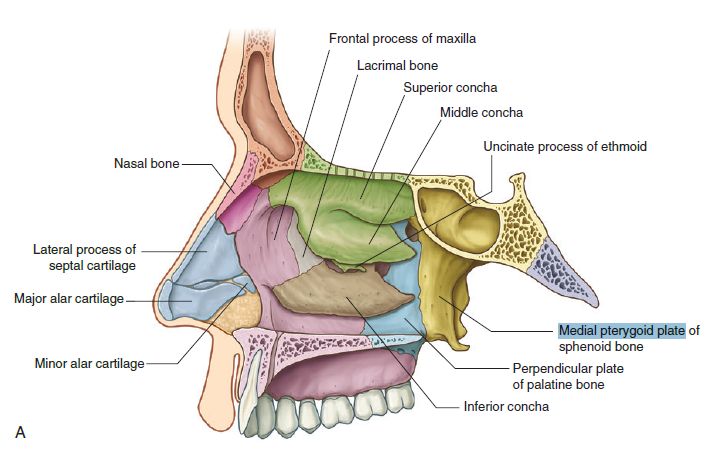 Frontal process of maxilla
Lacrimal bone
Superior concha
Middle concha
Uncinate process of ethmoid
Nasal bone
Lateral process of
septal cartilage
Major alar cartilage
Minor alar cartilage
Medial pterygoid plate of
sphenoid bone
Perpendicular plate
of palatine bone
Inferior concha
A